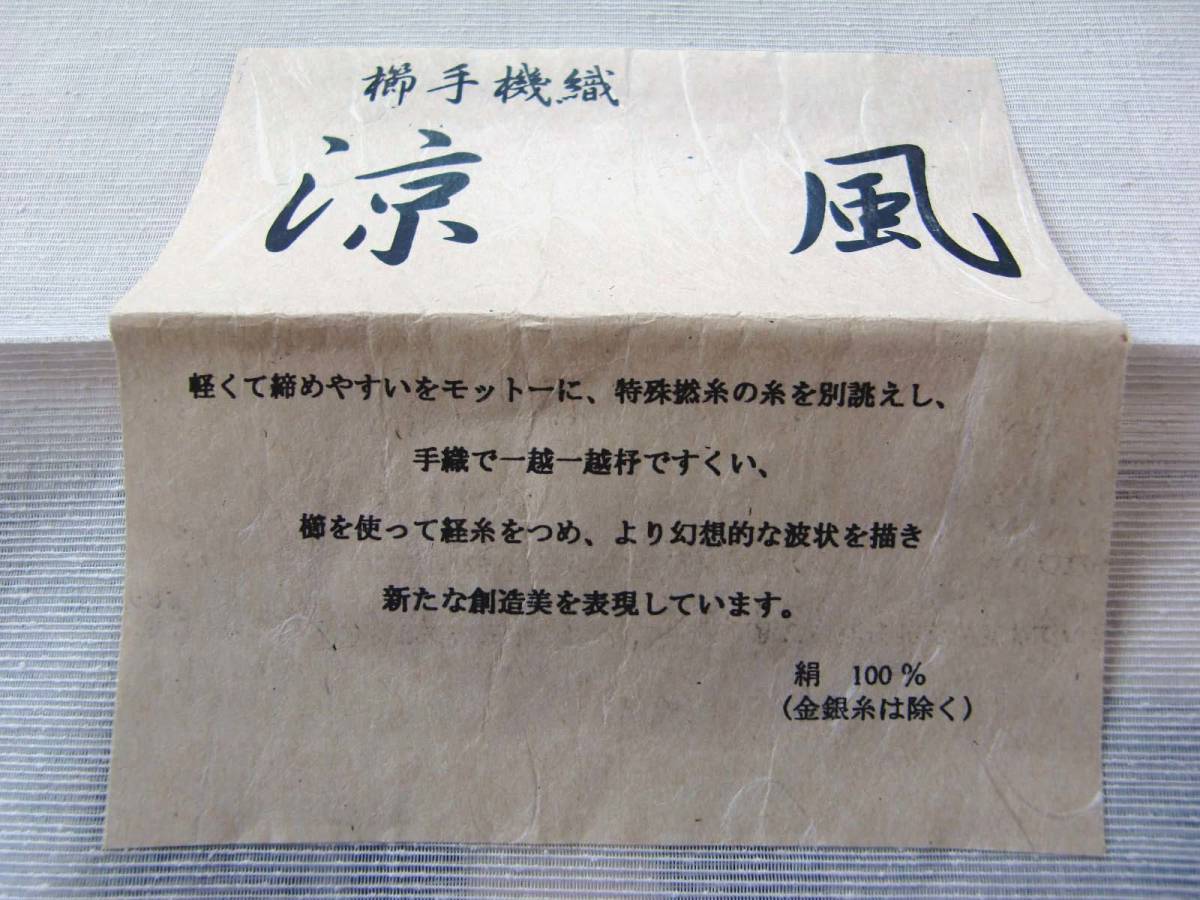 櫛手機織
涼風
軽くて締めやすいをモットーに、特殊撚糸の糸を別誂えし、
手織で一越一越杼ですくい、
櫛を使って経糸をつめ、より幻想的な波状を描き
新たな創造美を表現しています。
絹 100%
(金銀糸は除く)